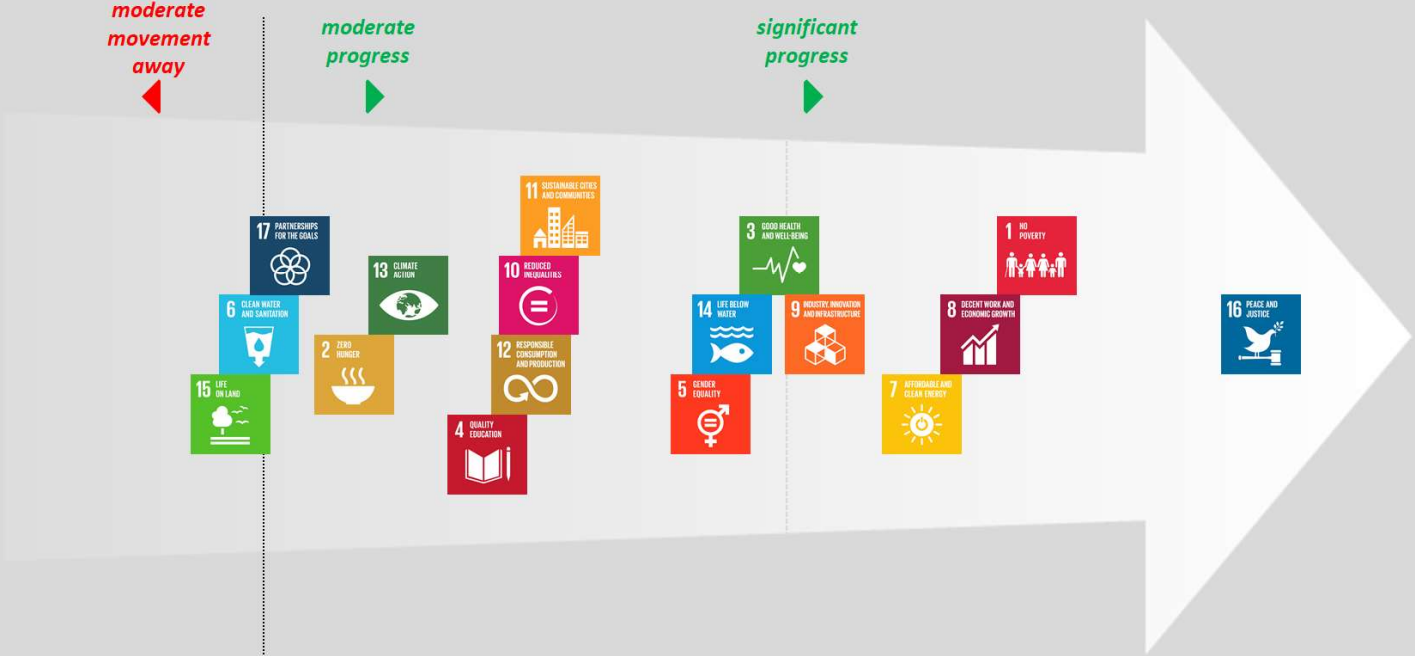 moderate
movement
away
moderate
progress
significant
progress
11 SUSTAINABLE CITIES
AND COMMUNITIES
17 PARTNERSHIPS
FOR THE GOALS
3 GOOD HEALTH
AND WELL-BEING
1 NO
POVERTY
13 CLIMATE
ACTION
10 REDUCED
INEQUALITIES
6 CLEAN WATER
AND SANITATION
14 LIFE BELOW
WATER
9 INDUSTRY, INNOVATION
AND INFRASTRUCTURE
8 DECENT WORK AND
ECONOMIC GROWTH
16 PEACE AND
JUSTICE
2 ZERO
HUNGER
12 RESPONSIBLE
CONSUMPTION
AND PRODUCTION
15 LIFE
ON LAND
5 GENDER
EQUALITY
7 AFFORDABLE AND
CLEAN ENERGY
4 QUALITY
EDUCATION